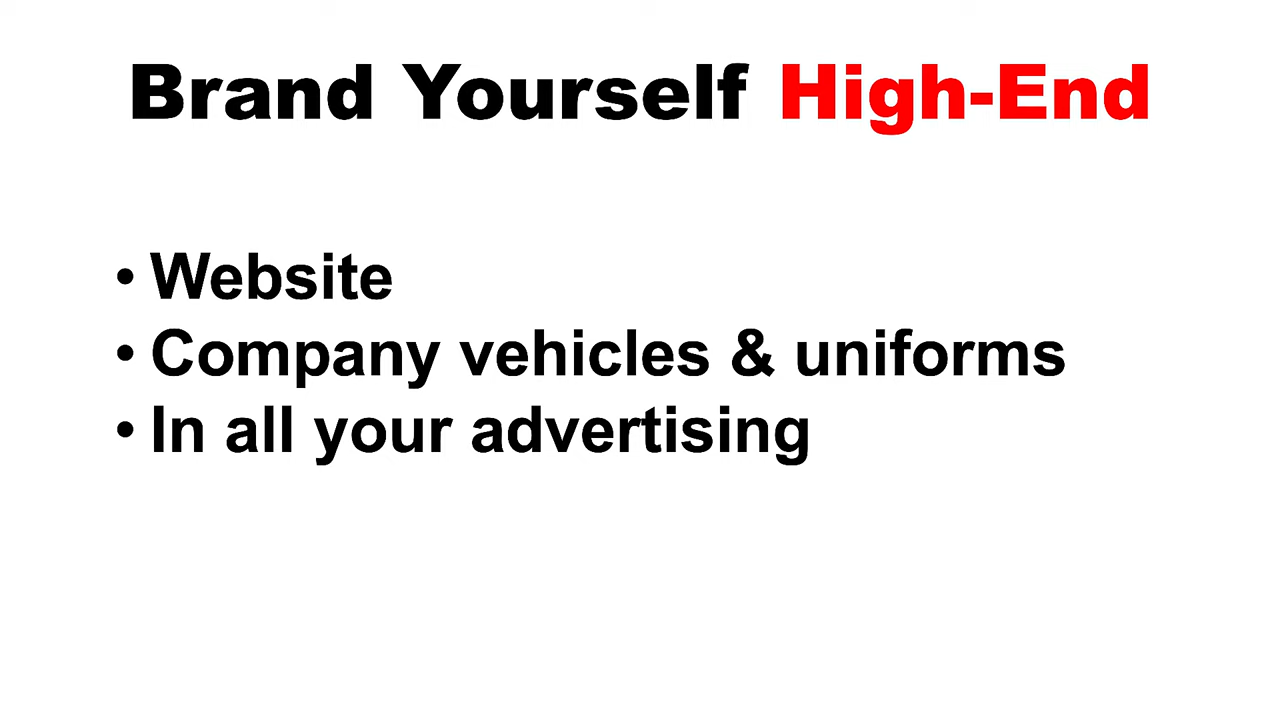 Brand Yourself High-End
• Website
• Company vehicles & uniforms
• In all your advertising